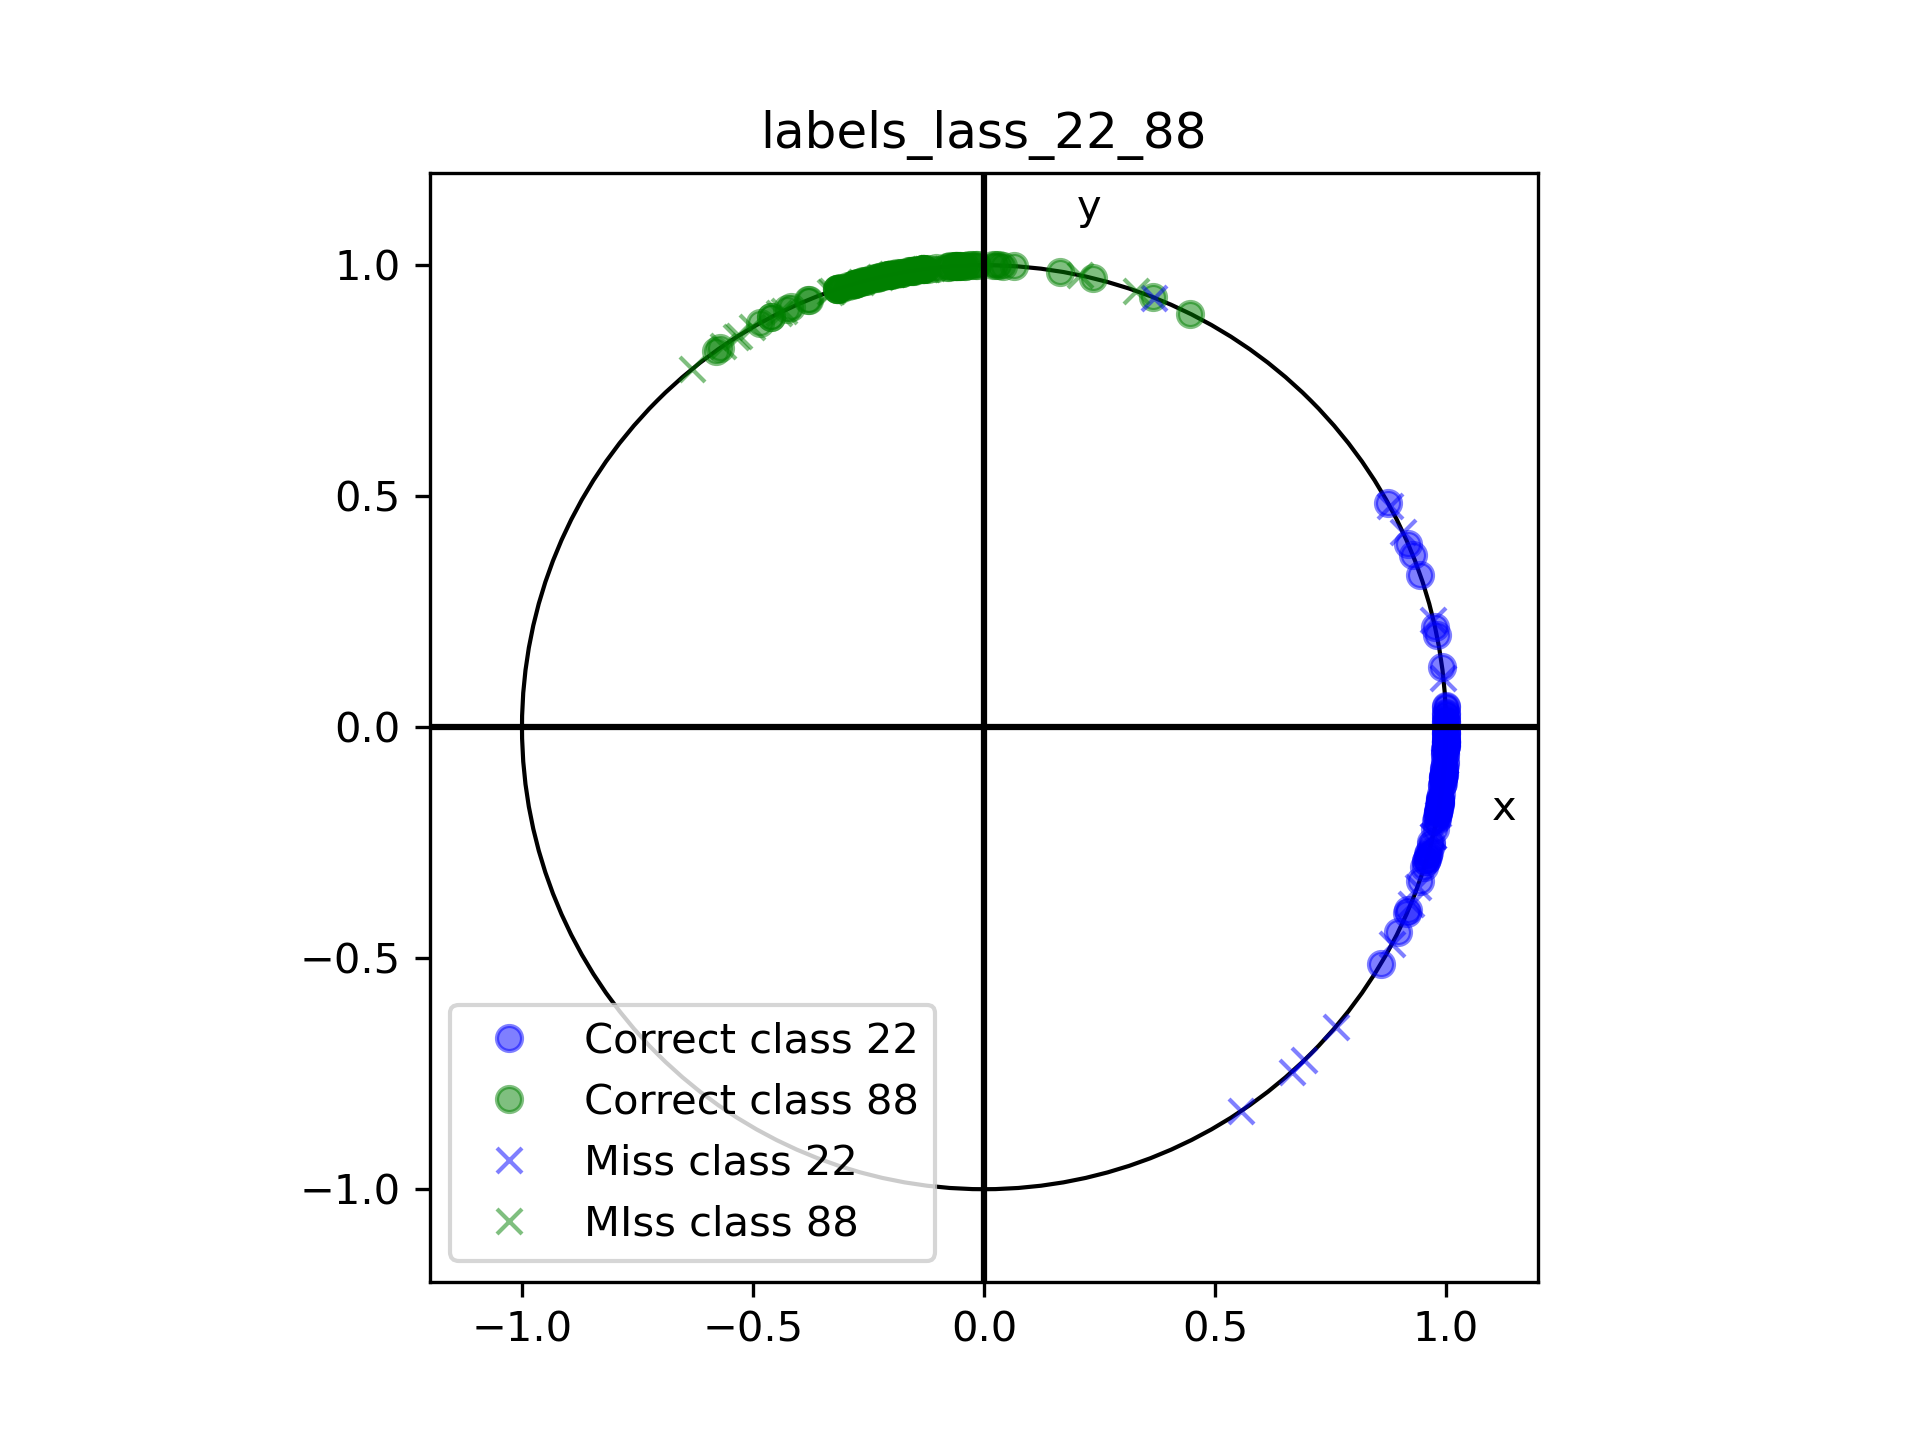 labels_lass_22_88
y
1.0
0.5
0.0
x
−0.5
−1.0
Correct class 22
Correct class 88
Miss class 22
MIss class 88
−1.0 −0.5 0.0 0.5 1.0